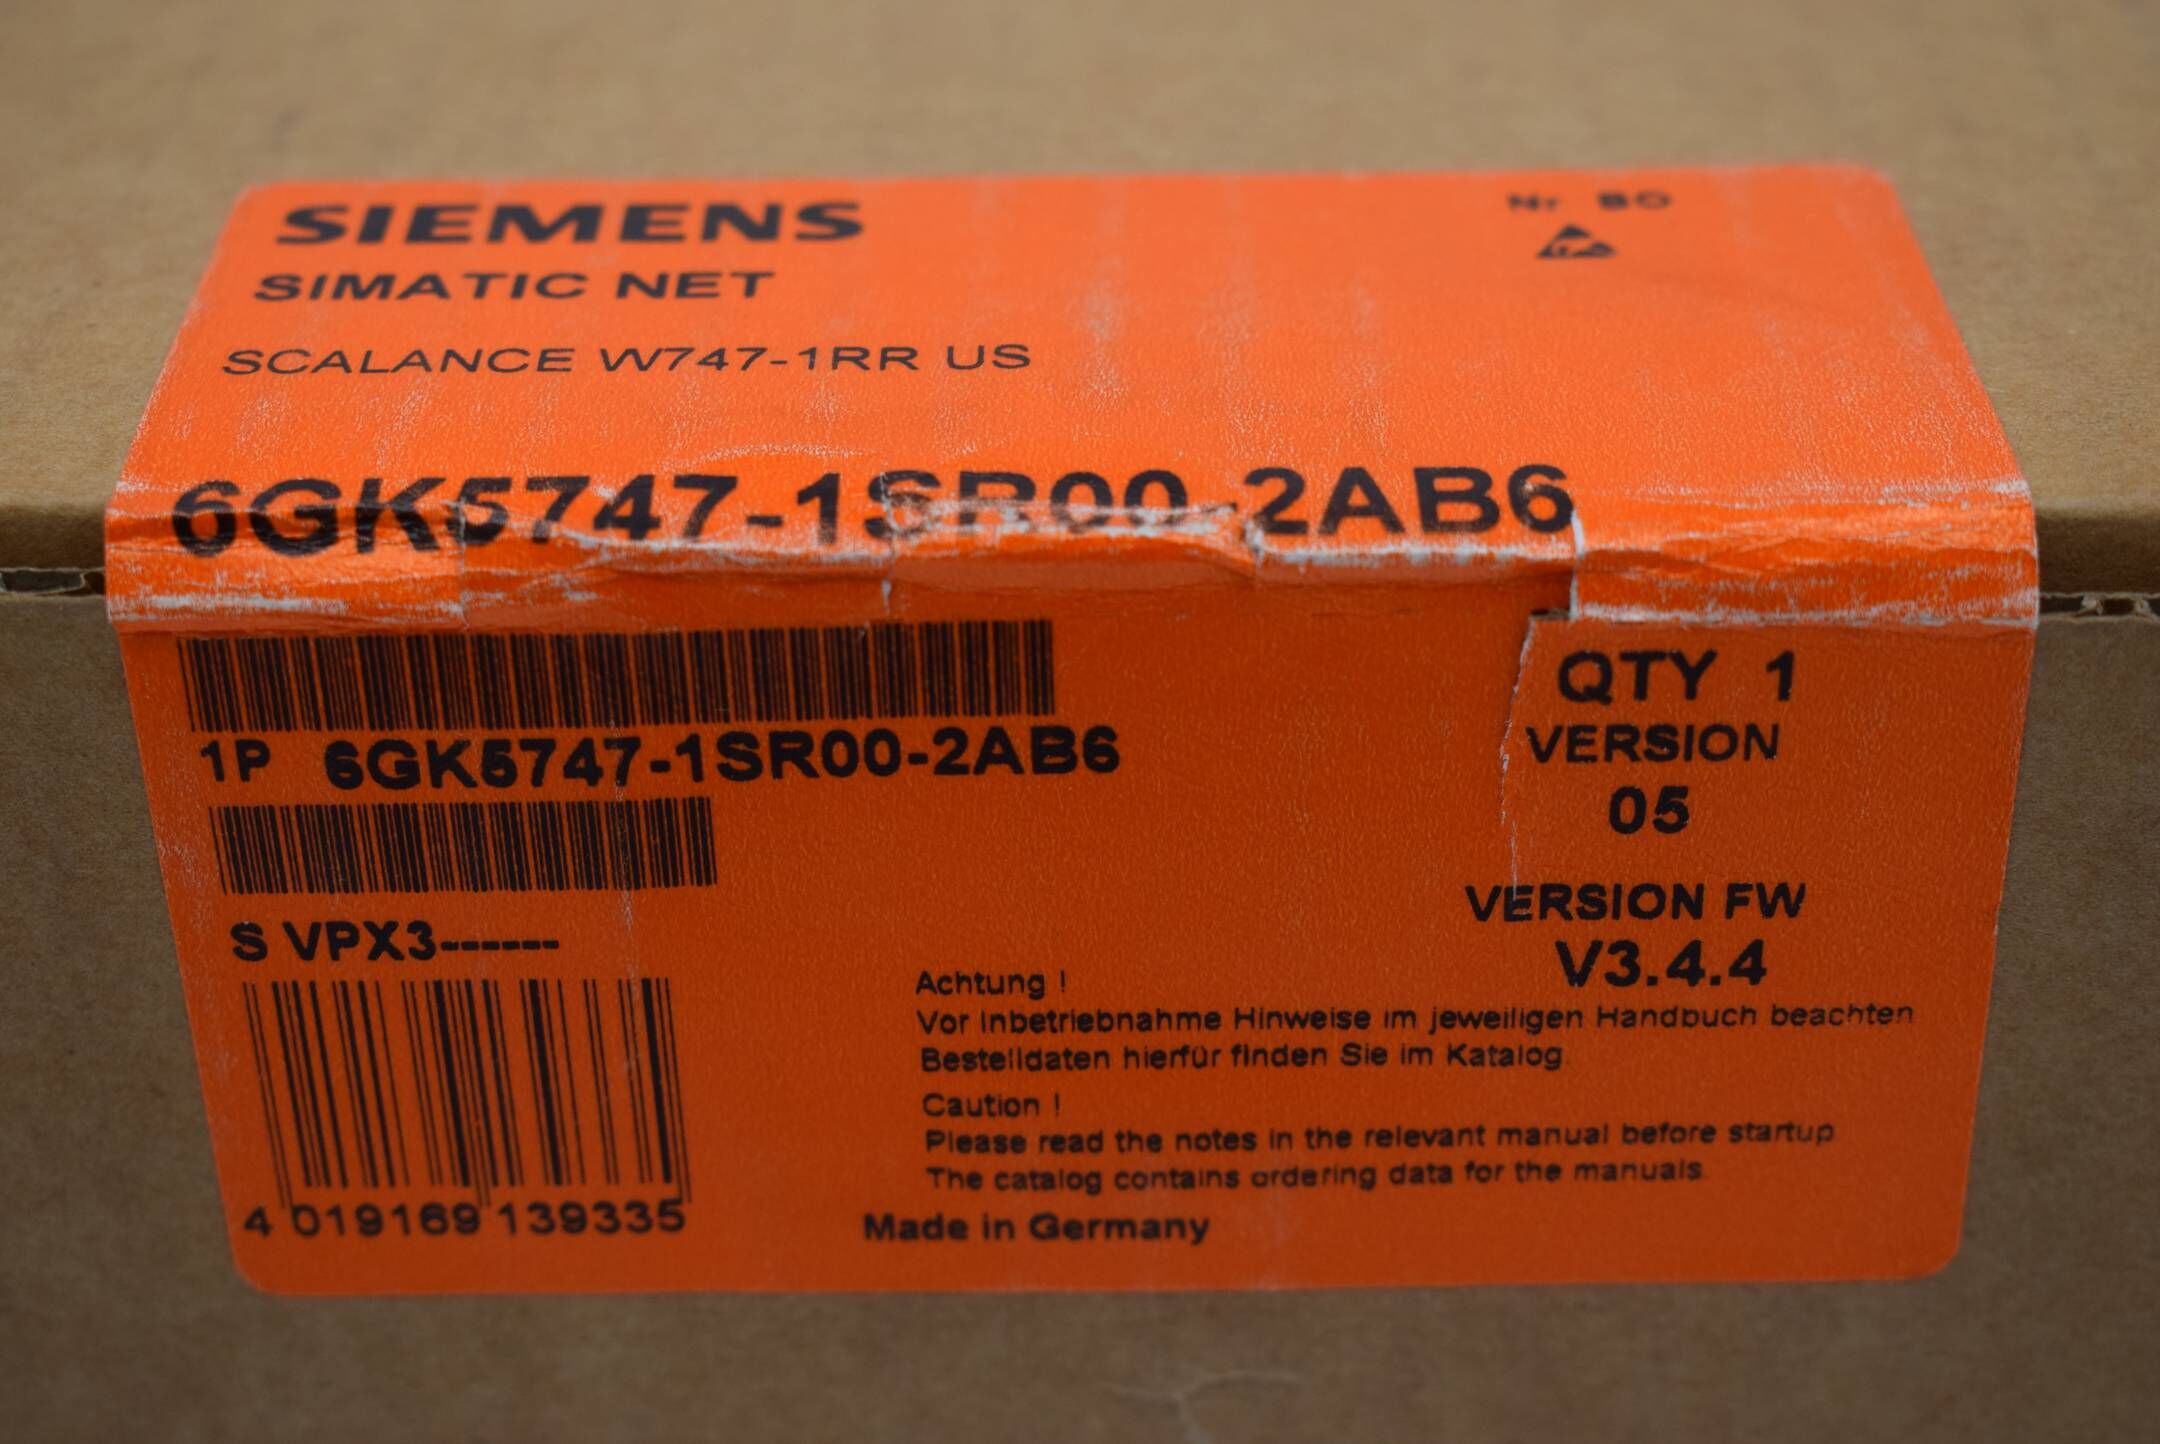 SIEMENS
Nr BO
SIMATIC NET
SCALANCE W747-1RR US
6GK5747-1SR00-2AB6
1P 6GK5747-1SR00-2AB6
S VPX3------
4 019169 139335
QTY 1
VERSION
05
VERSION FW
V3.4.4
Achtung !
Vor Inbetriebnahme Hinweise im jeweiligen Handbuch beachten
Bestelldaten hierfür finden Sie im Katalog.
Caution !
Please read the notes in the relevant manual before startup
The catalog contains ordering data for the manuals.
Made in Germany